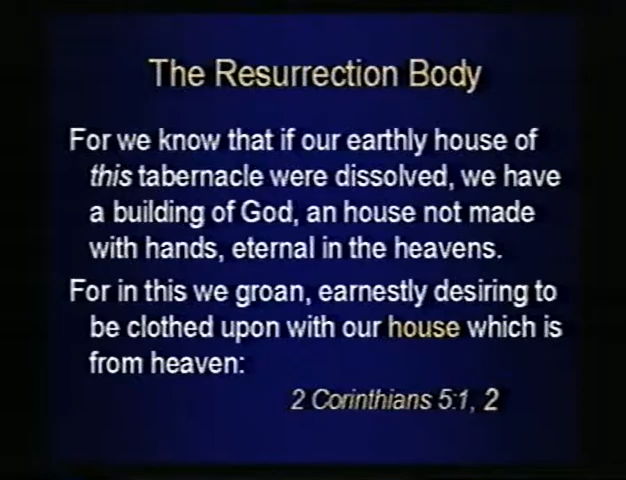 The Resurrection Body
For we know that if our earthly house of
this tabernacle were dissolved, we have
a building of God, an house not made
with hands, eternal in the heavens.
For in this we groan, earnestly desiring to
be clothed upon with our house which is
from heaven:
2 Corinthians 5:1, 2